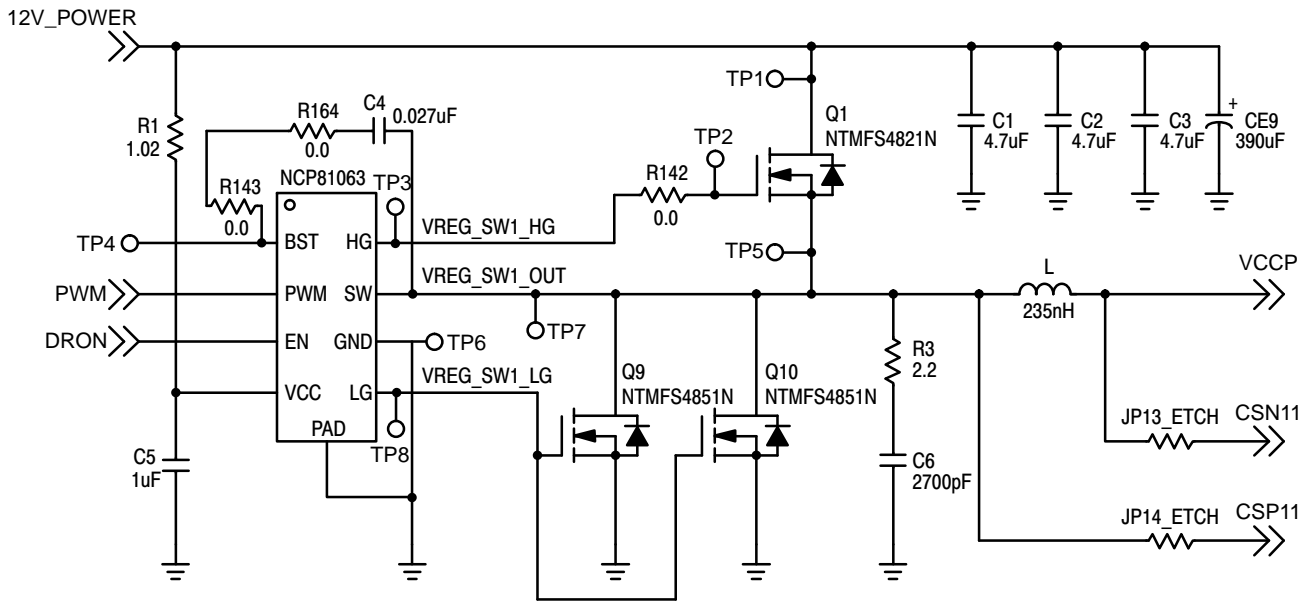 12V_POWER
TP1
R164
0.0
C4
0.027uF
R1
1.02
Q1
NTMFS4821N
C1
4.7uF
C2
4.7uF
C3
4.7uF
+
CE9
390uF
TP2
R143
0.0
NCP81063
TP3
R142
0.0
TP4
BST
HG
VREG_SW1_HG
TP5
PWM
PWM
SW
VREG_SW1_OUT
L
235nH
VCCP
TP7
DRON
EN
GND
TP6
R3
2.2
VCC
LG
VREG_SW1_LG
Q9
NTMFS4851N
Q10
NTMFS4851N
PAD
TP8
C5
1uF
C6
2700pF
JP13_ETCH
CSN11
JP14_ETCH
CSP11